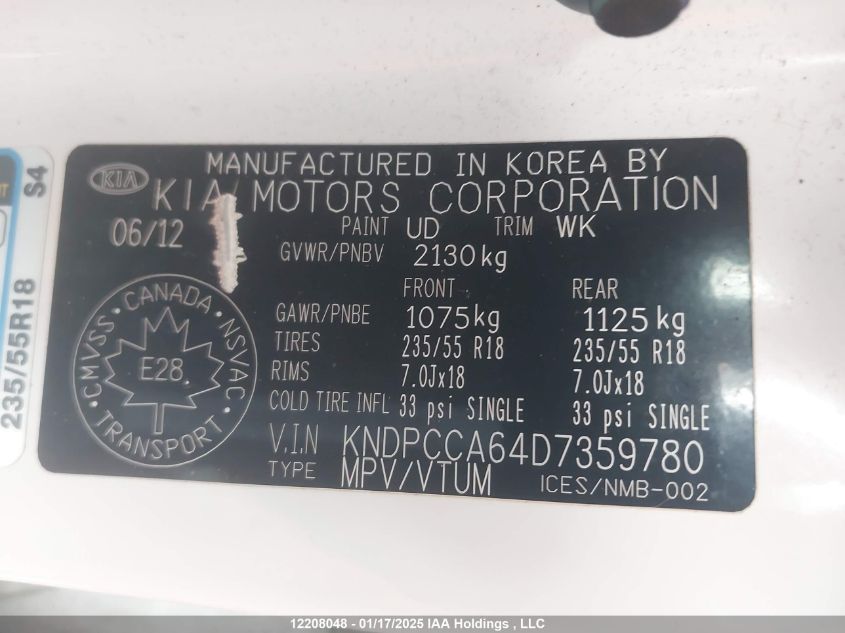 MANUFACTURED IN KOREA BY
KIA
KIA MOTORS CORPORATION
06/12
PAINT UD TRIM WK
GVWR/PNBV 2130kg
FRONT REAR
GAWR/PNBE 1075kg 1125kg
TIRES 235/55 R18 235/55 R18
RIMS 7.0Jx18 7.0Jx18
COLD TIRE INFL 33 psi SINGLE 33 psi SINGLE
V.I.N KNDPCCA64D7359780
TYPE MPV/VTUM
ICES/NMB-002
CMVSS • CANADA • NSVAC • TRANSPORT •
E28
S4
235/55R18
12208048 - 01/17/2025 IAA Holdings , LLC